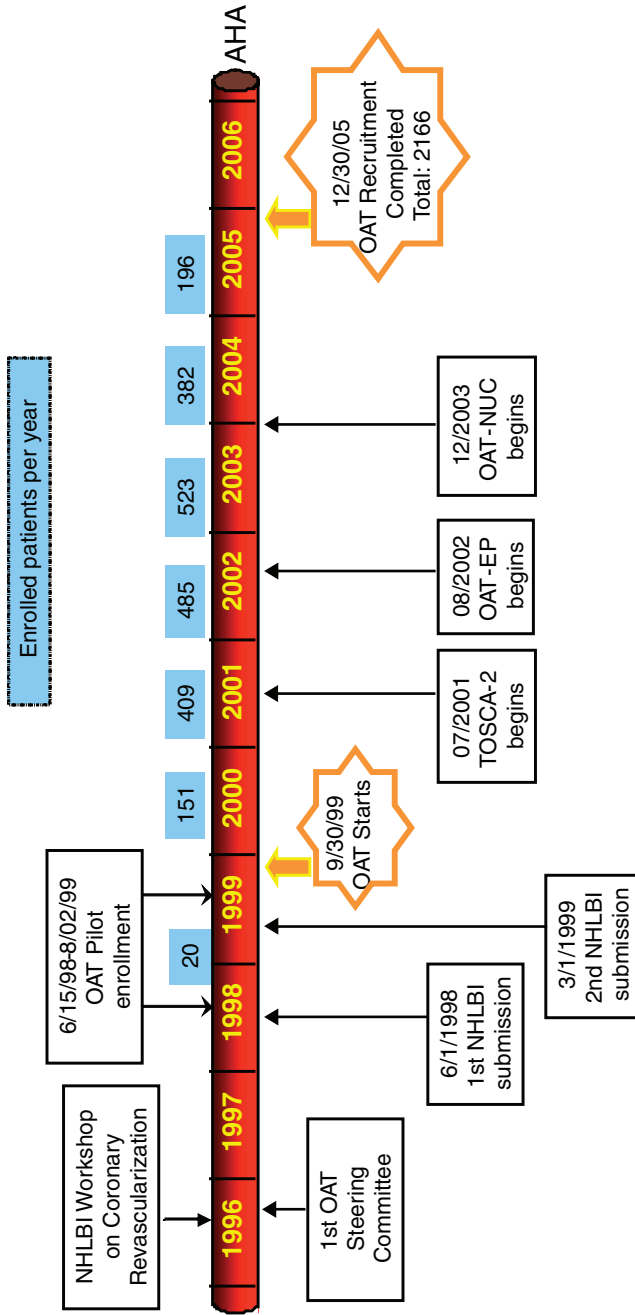 Enrolled patients per year
NHLBI Workshop
on Coronary
Revascularization
6/15/98-8/02/99
OAT Pilot
enrollment
20
151
409
485
523
382
196
1996
1997
1998
1999
2000
2001
2002
2003
2004
2005
2006
AHA
1st OAT
Steering
Committee
6/1/1998
1st NHLBI
submission
3/1/1999
2nd NHLBI
submission
9/30/99
OAT Starts
07/2001
TOSCA-2
begins
08/2002
OAT-EP
begins
12/2003
OAT-NUC
begins
12/30/05
OAT Recruitment
Completed
Total: 2166